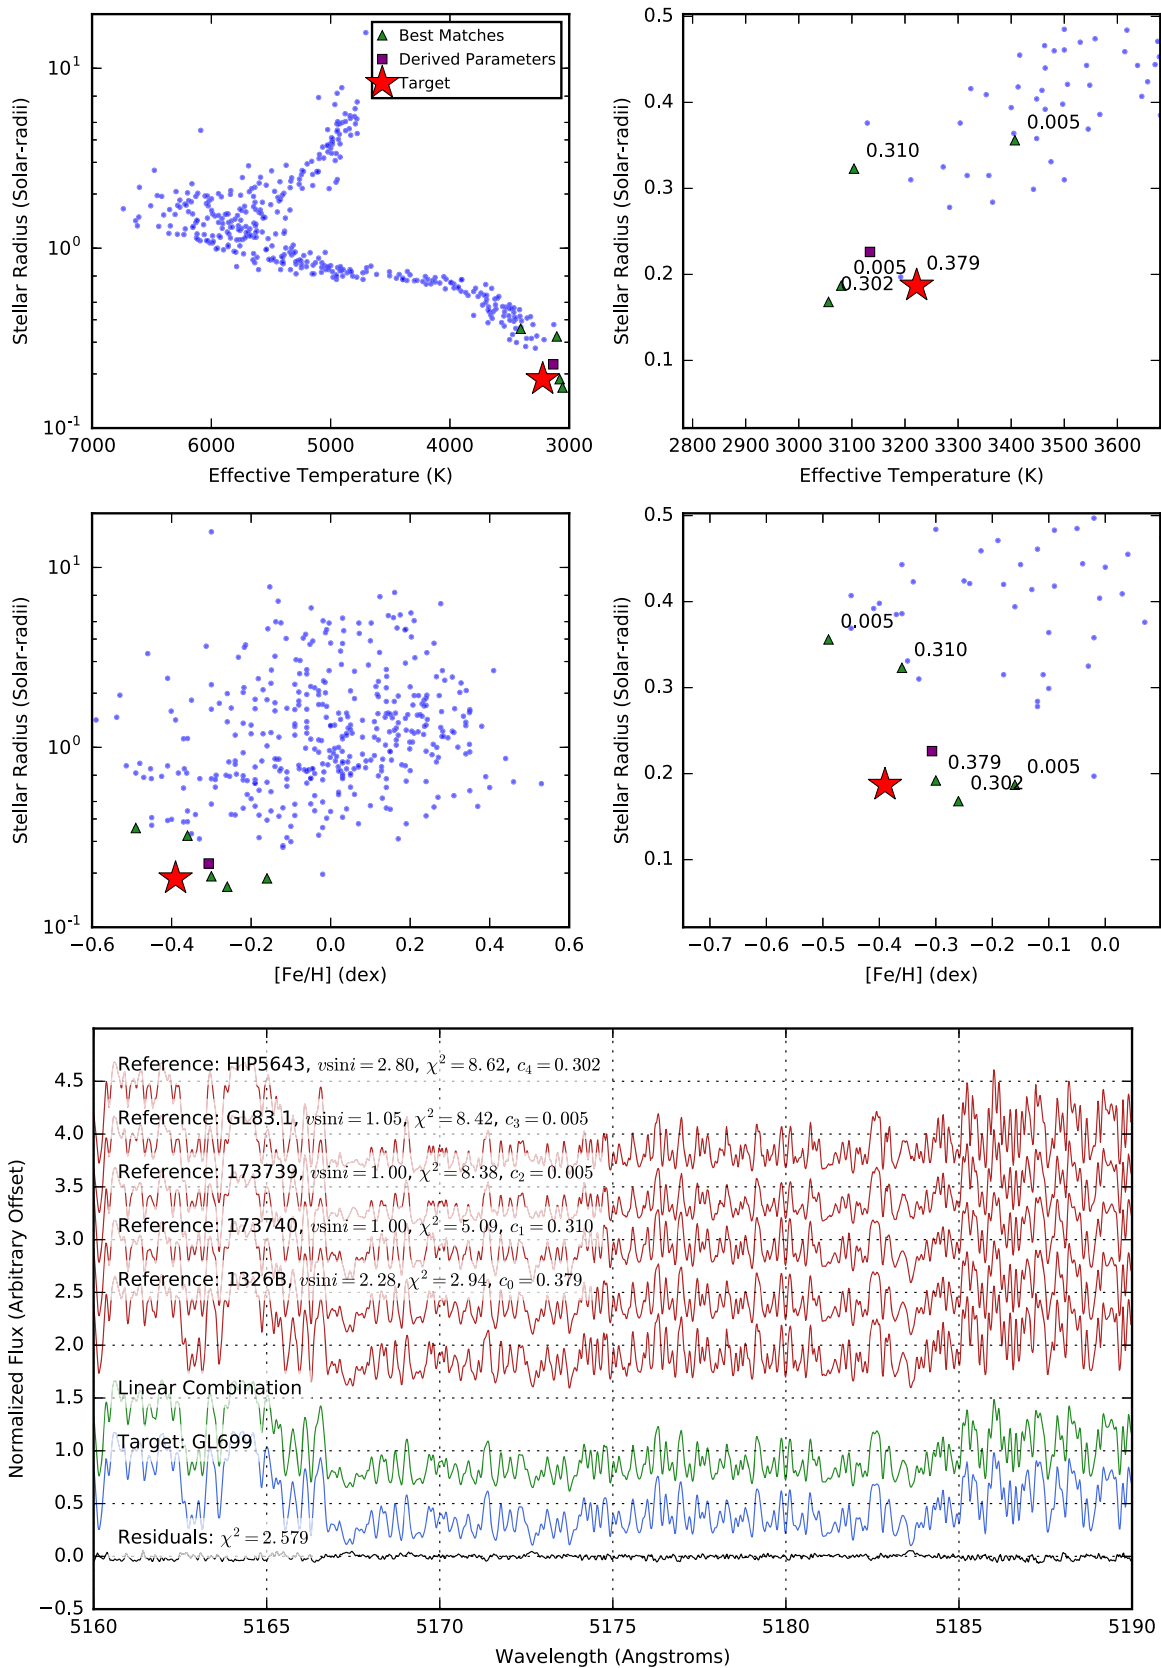 Best Matches
Derived Parameters
Target
10^1
10^0
10^-1
Stellar Radius (Solar-radii)
7000 6000 5000 4000 3000
Effective Temperature (K)
0.5
0.4
0.3
0.2
0.1
Stellar Radius (Solar-radii)
0.005
0.310
0.379
0.005
0.302
2800 2900 3000 3100 3200 3300 3400 3500 3600
Effective Temperature (K)
10^1
10^0
10^-1
Stellar Radius (Solar-radii)
−0.6 −0.4 −0.2 0.0 0.2 0.4 0.6
[Fe/H] (dex)
0.5
0.4
0.3
0.2
0.1
Stellar Radius (Solar-radii)
0.005
0.310
0.379
0.302
0.005
−0.7 −0.6 −0.5 −0.4 −0.3 −0.2 −0.1 0.0
[Fe/H] (dex)
Normalized Flux (Arbitrary Offset)
4.5
4.0
3.5
3.0
2.5
2.0
1.5
1.0
0.5
0.0
−0.5
Reference: HIP5643, vsini = 2.80, χ² = 8.62, c₄ = 0.302
Reference: GL83.1, vsini = 1.05, χ² = 8.42, c₃ = 0.005
Reference: 173739, vsini = 1.00, χ² = 8.38, c₂ = 0.005
Reference: 173740, vsini = 1.00, χ² = 5.09, c₁ = 0.310
Reference: 1326B, vsini = 2.28, χ² = 2.94, c₀ = 0.379
Linear Combination
Target: GL699
Residuals: χ² = 2.579
5160 5165 5170 5175 5180 5185 5190
Wavelength (Angstroms)